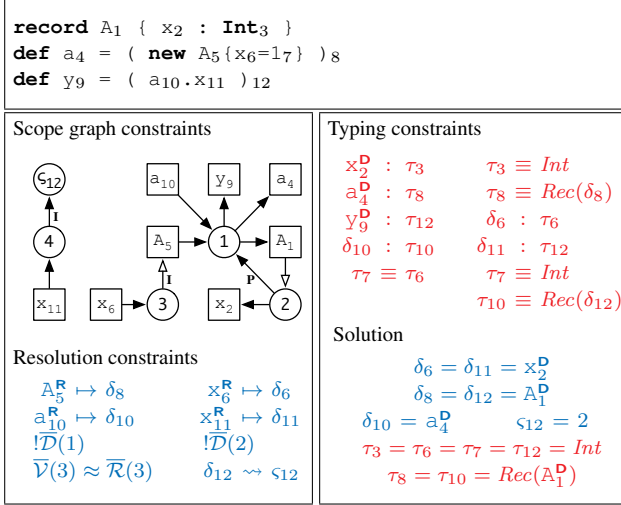 record A₁ { x₂ : Int₃ }
def a₄ = ( new A₅{x₆=1₇} )₈
def y₉ = ( a₁₀.x₁₁ )₁₂
Scope graph constraints
ς₁₂ a₁₀ y₉ a₄
I
4 A₅ 1 A₁
I P
x₁₁ x₆ 3 x₂ 2
Resolution constraints
A₅ᴿ ↦ δ₈ x₆ᴿ ↦ δ₆
a₁₀ᴿ ↦ δ₁₀ x₁₁ᴿ ↦ δ₁₁
!D̅(1) !D̅(2)
V̅(3) ≈ R̅(3) δ₁₂ ⇝ ς₁₂
Typing constraints
x₂ᴰ : τ₃ τ₃ ≡ Int
a₄ᴰ : τ₈ τ₈ ≡ Rec(δ₈)
y₉ᴰ : τ₁₂ δ₆ : τ₆
δ₁₀ : τ₁₀ δ₁₁ : τ₁₂
τ₇ ≡ τ₆ τ₇ ≡ Int
τ₁₀ ≡ Rec(δ₁₂)
Solution
δ₆ = δ₁₁ = x₂ᴰ
δ₈ = δ₁₂ = A₁ᴰ
δ₁₀ = a₄ᴰ ς₁₂ = 2
τ₃ = τ₆ = τ₇ = τ₁₂ = Int
τ₈ = τ₁₀ = Rec(A₁ᴰ)